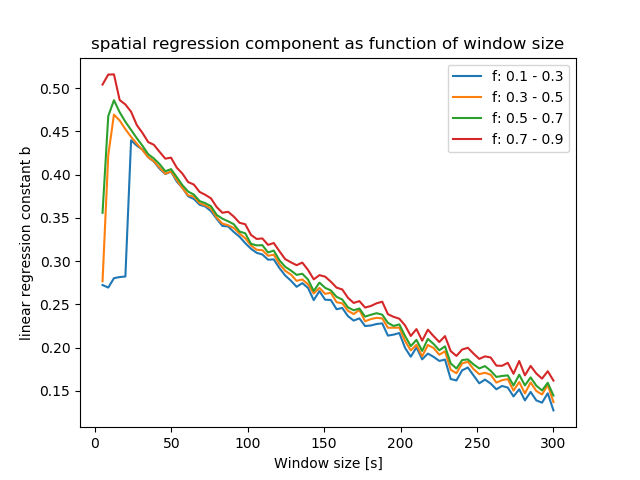 spatial regression component as function of window size
f: 0.1 - 0.3
f: 0.3 - 0.5
f: 0.5 - 0.7
f: 0.7 - 0.9
linear regression constant b
0.50
0.45
0.40
0.35
0.30
0.25
0.20
0.15
0 50 100 150 200 250 300
Window size [s]